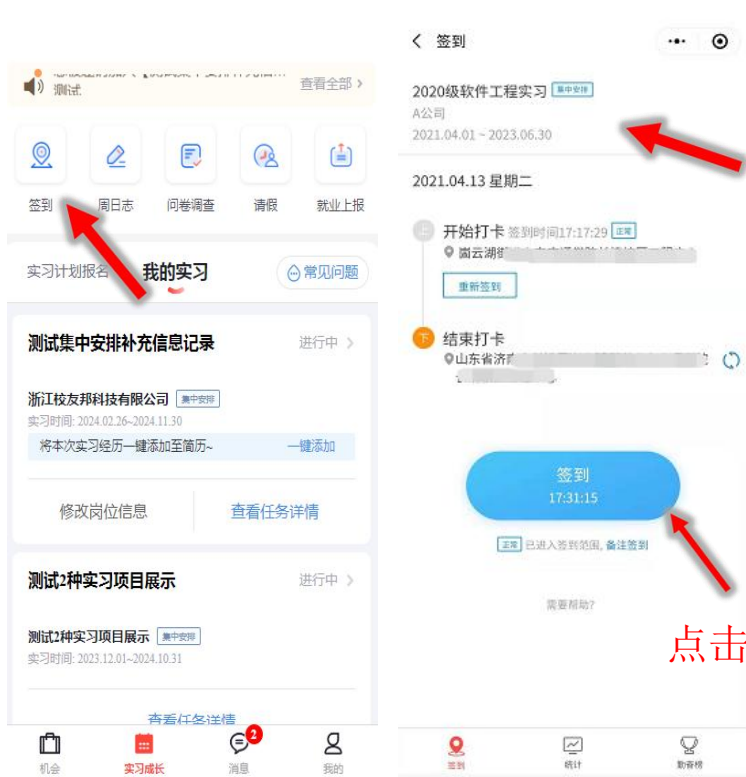 测试
查看全部 >
签到
周日志
问卷调查
请假
就业上报
实习计划报名
我的实习
常见问题
测试集中安排补充信息记录
进行中 >
浙江校友邦科技有限公司 集中安排
实习时间: 2024.02.26~2024.11.30
将本次实习经历一键添加至简历~
一键添加
修改岗位信息
查看任务详情
测试2种实习项目展示
进行中 >
测试2种实习项目展示 集中安排
实习时间: 2023.12.01~2024.10.31
查看任务详情
机会
实习成长
2
消息
我的
签到
2020级软件工程实习 集中安排
A公司
2021.04.01 ~ 2023.06.30
2021.04.13 星期二
上
开始打卡 签到时间17:17:29 正常
重新签到
下
结束打卡
山东省济南
签到
17:31:15
正常 已进入签到范围, 备注签到
需要帮助?
点击
签到
统计
勤奋榜